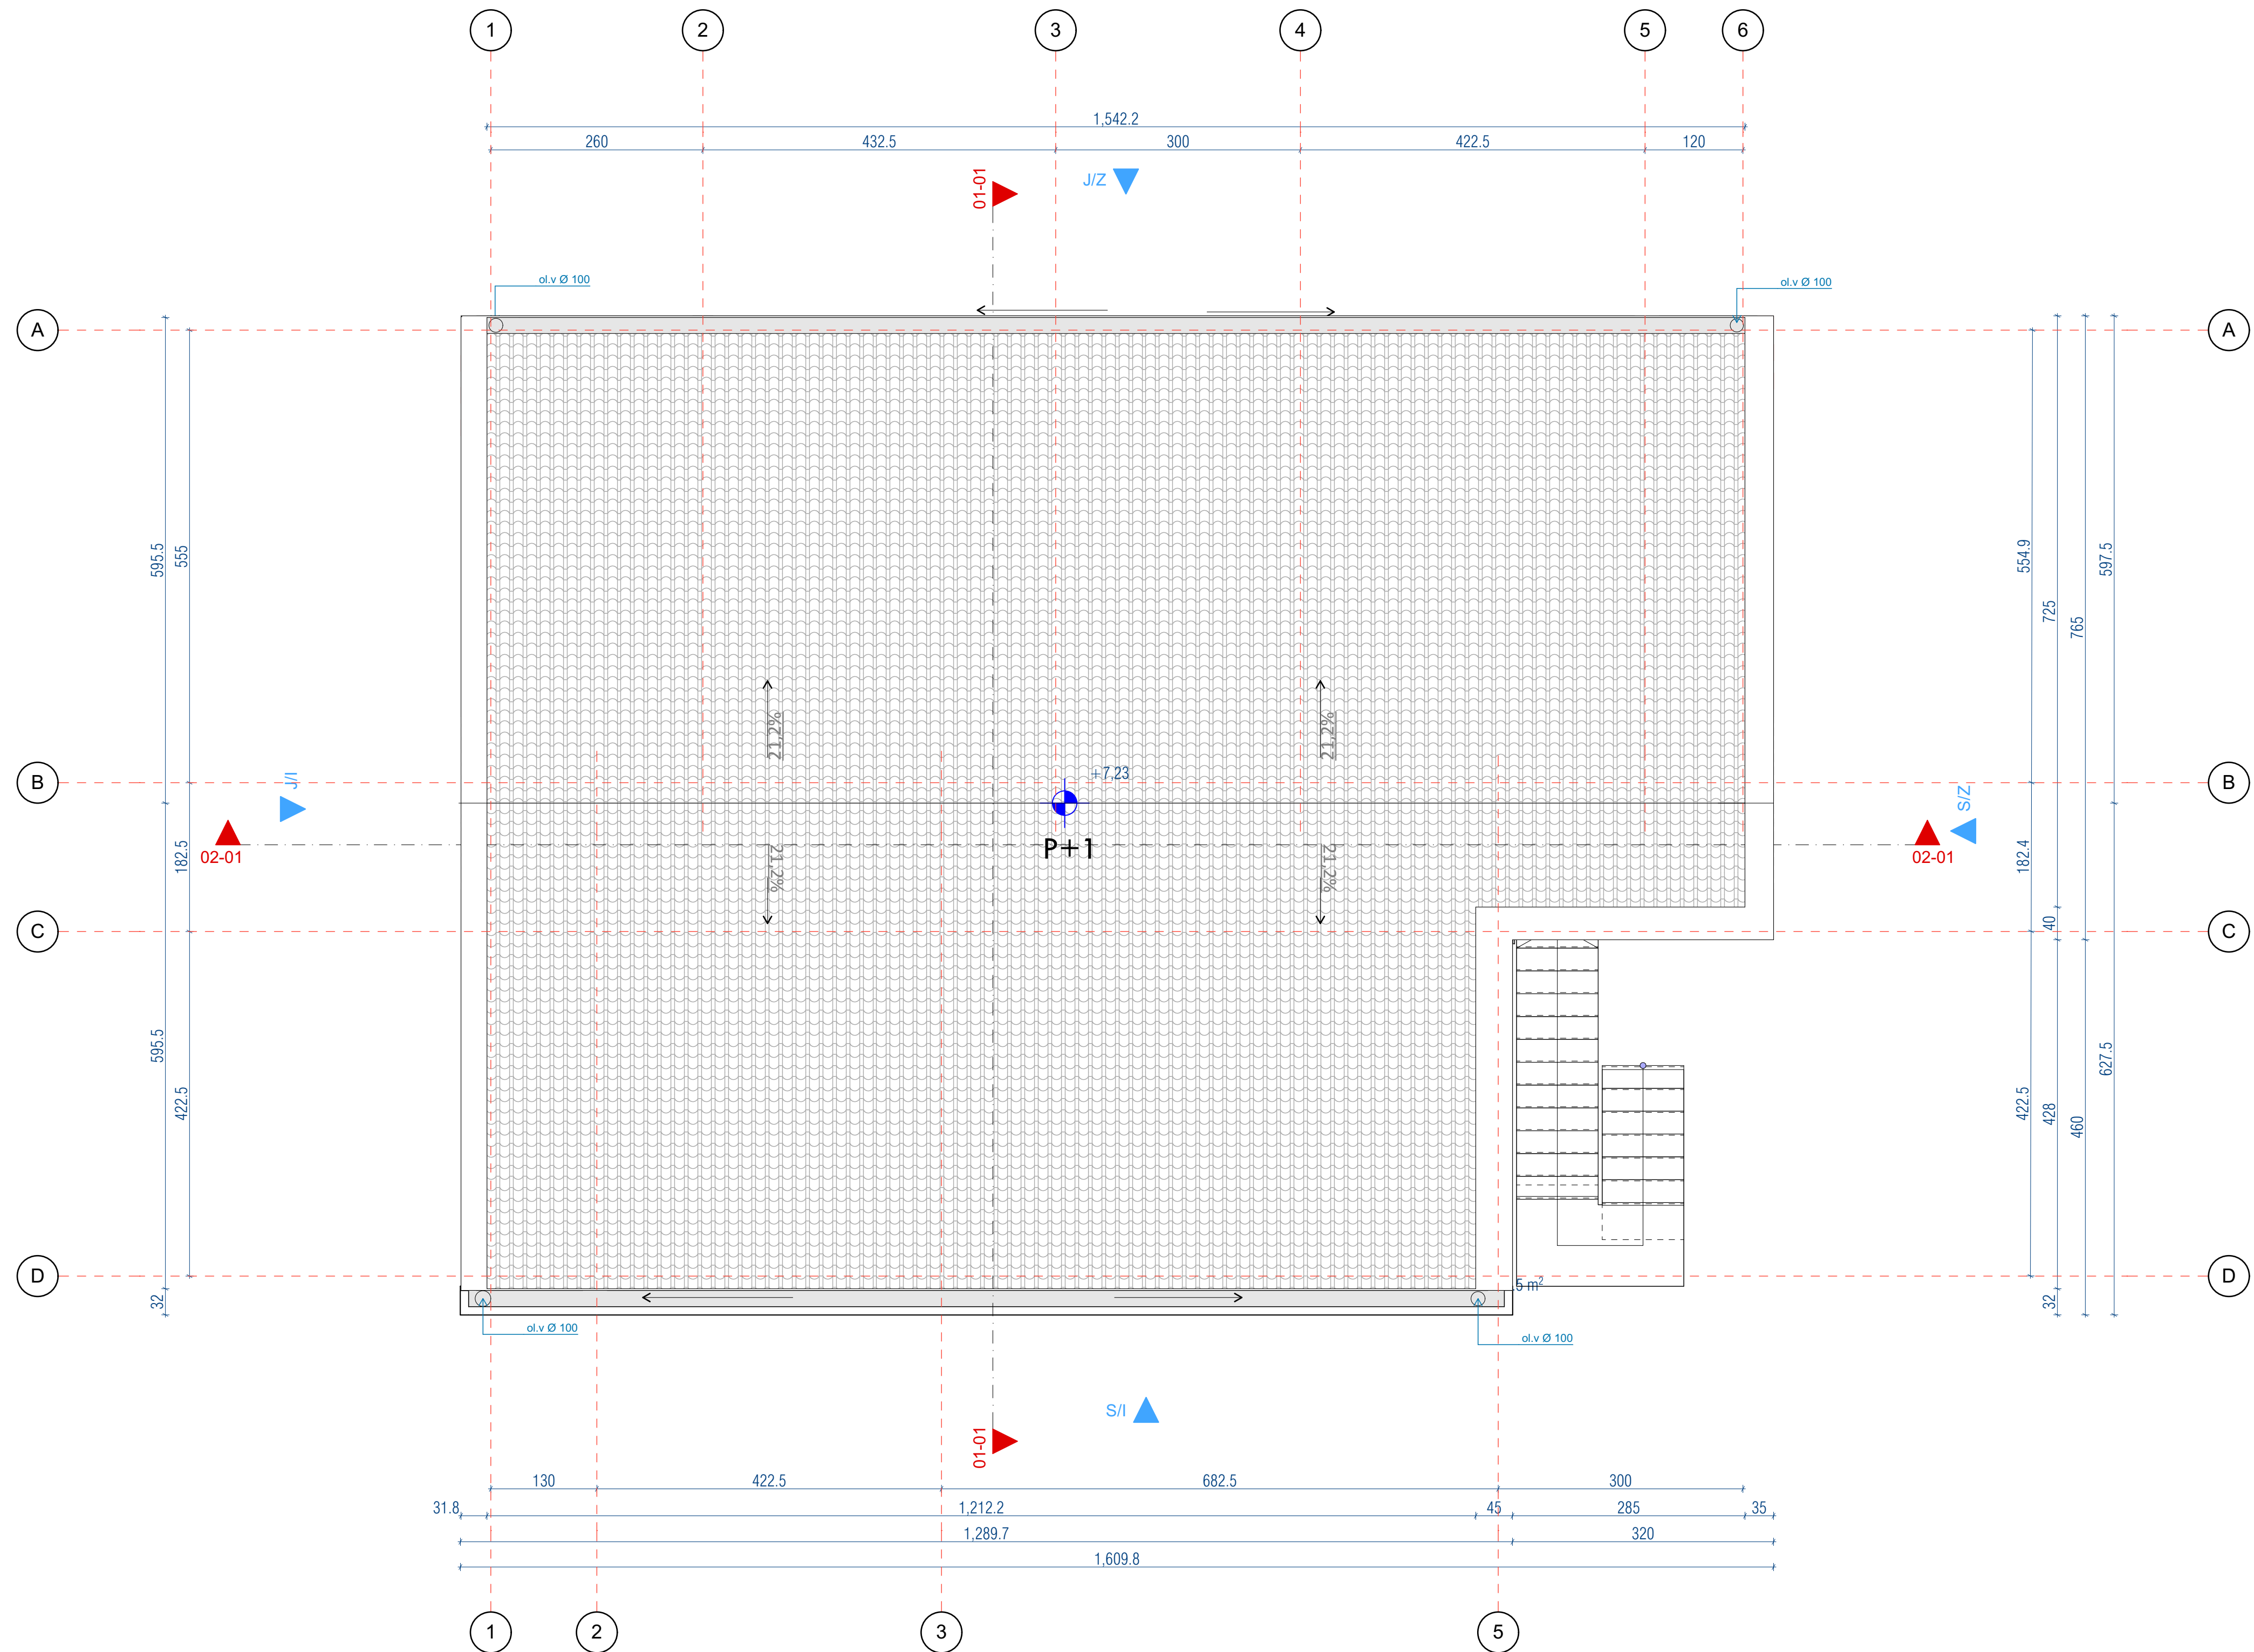 1 2 3 4 5 6
1,542.2
260 432.5 300 422.5 120
01-01
J/Z
ol.v Ø 100
ol.v Ø 100
A
A
595.5
555
554.9
725
765
597.5
21,2%
21,2%
+7,23
B
B
J/I
S/Z
02-01
02-01
P+1
182.5
182.4
21,2%
21,2%
C
C
40
595.5
422.5
422.5
428
460
627.5
D
D
5 m²
32
32
ol.v Ø 100
ol.v Ø 100
S/I
01-01
130 422.5 682.5 300
31.8 1,212.2 45 285 35
1,289.7 320
1,609.8
1 2 3 5